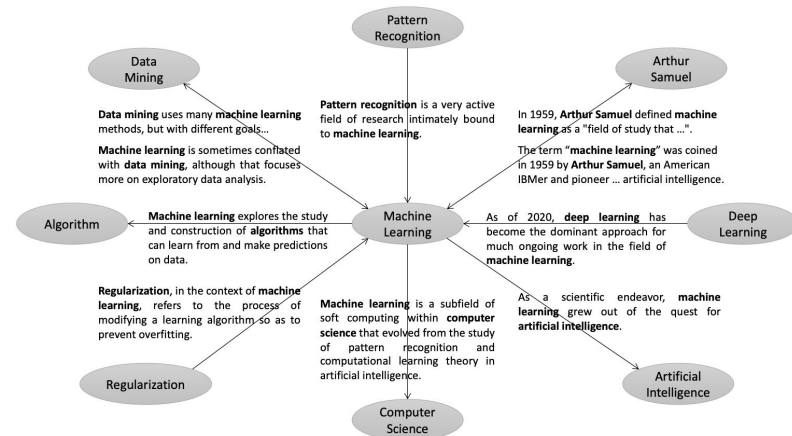 Pattern
Recognition
Data
Mining
Arthur
Samuel
Data mining uses many machine learning
methods, but with different goals…
Machine learning is sometimes conflated
with data mining, although that focuses
more on exploratory data analysis.
Pattern recognition is a very active
field of research intimately bound
to machine learning.
In 1959, Arthur Samuel defined machine
learning as a "field of study that …".
The term “machine learning” was coined
in 1959 by Arthur Samuel, an American
IBMer and pioneer … artificial intelligence.
Algorithm
Machine learning explores the study
and construction of algorithms that
can learn from and make predictions
on data.
Machine
Learning
As of 2020, deep learning has
become the dominant approach for
much ongoing work in the field of
machine learning.
Deep
Learning
Regularization, in the context of machine
learning, refers to the process of
modifying a learning algorithm so as to
prevent overfitting.
Machine learning is a subfield of
soft computing within computer
science that evolved from the study
of pattern recognition and
computational learning theory in
artificial intelligence.
As a scientific endeavor, machine
learning grew out of the quest for
artificial intelligence.
Regularization
Computer
Science
Artificial
Intelligence